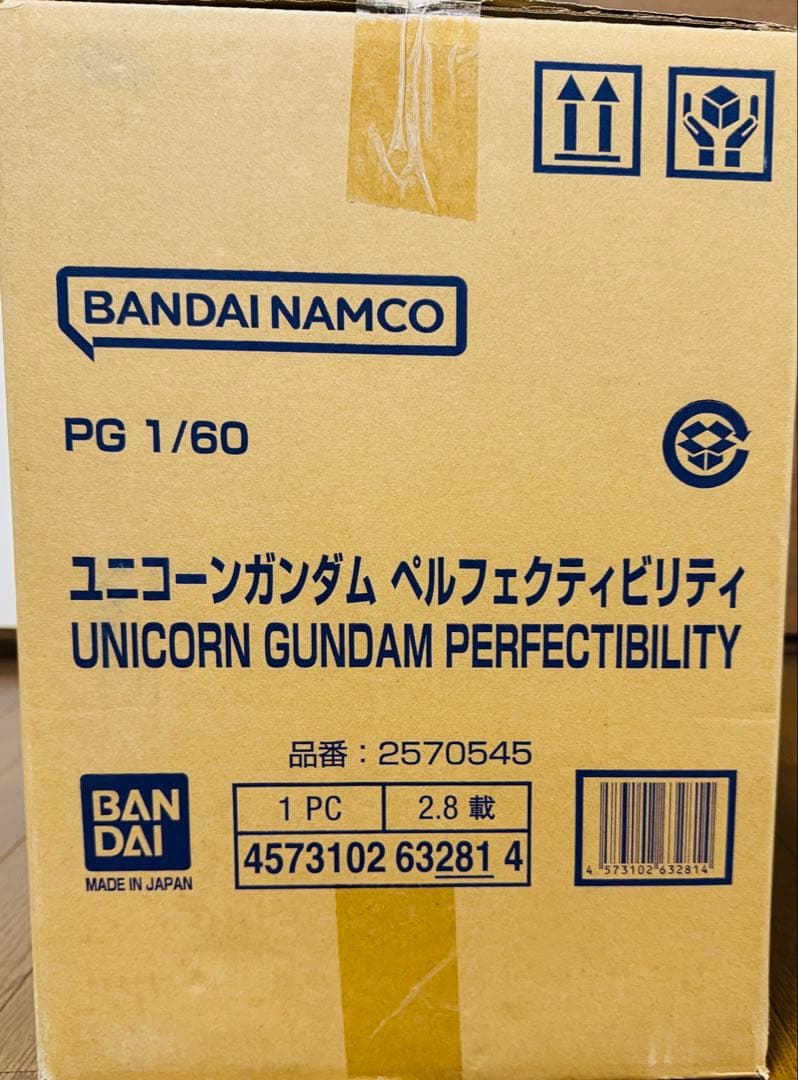 BANDAI NAMCO
PG 1/60
ユニコーンガンダム ペルフェクティビリティ
UNICORN GUNDAM PERFECTIBILITY
品番：2570545
BAN
DAI
MADE IN JAPAN
1 PC
2.8 載
4573102 63281 4
4 573102 632814